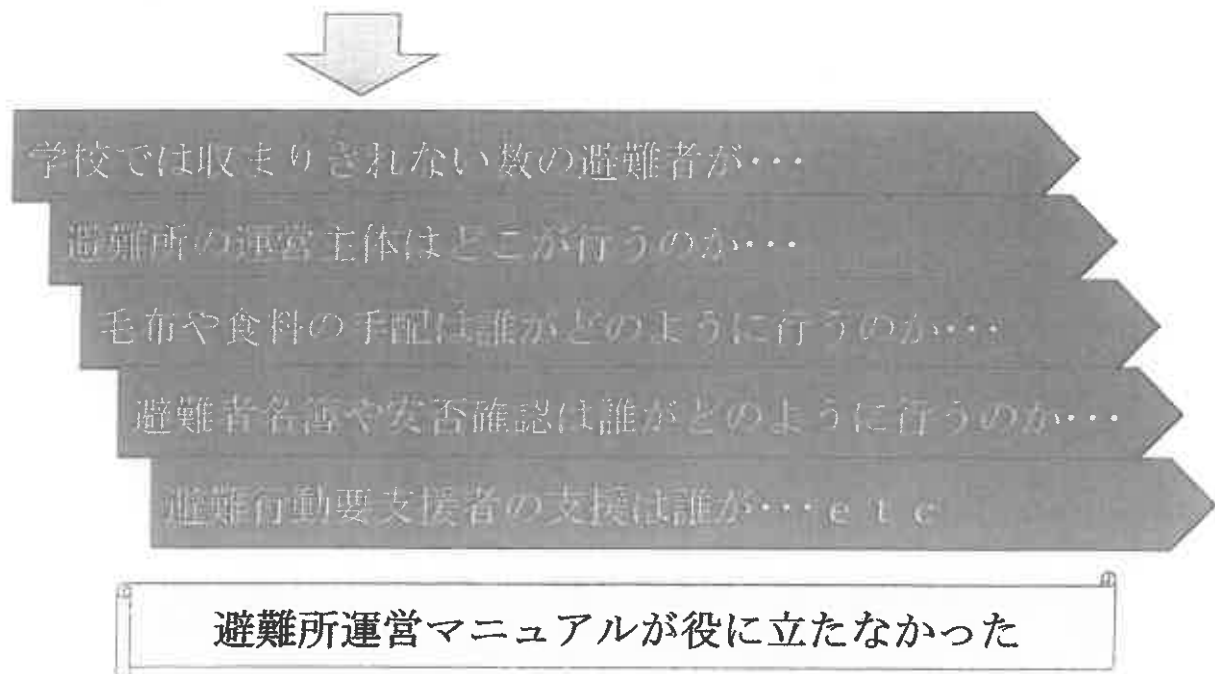 学校では収まりされない数の避難者が・・・
避難所の運営主体はどこが行うのか・・・
毛布や食料の手配は誰がどのように行うのか・・・
避難者名簿や安否確認は誰がどのように行うのか・・・
避難行動要支援者の支援は誰が・・・ｅｔｃ
避難所運営マニュアルが役に立たなかった